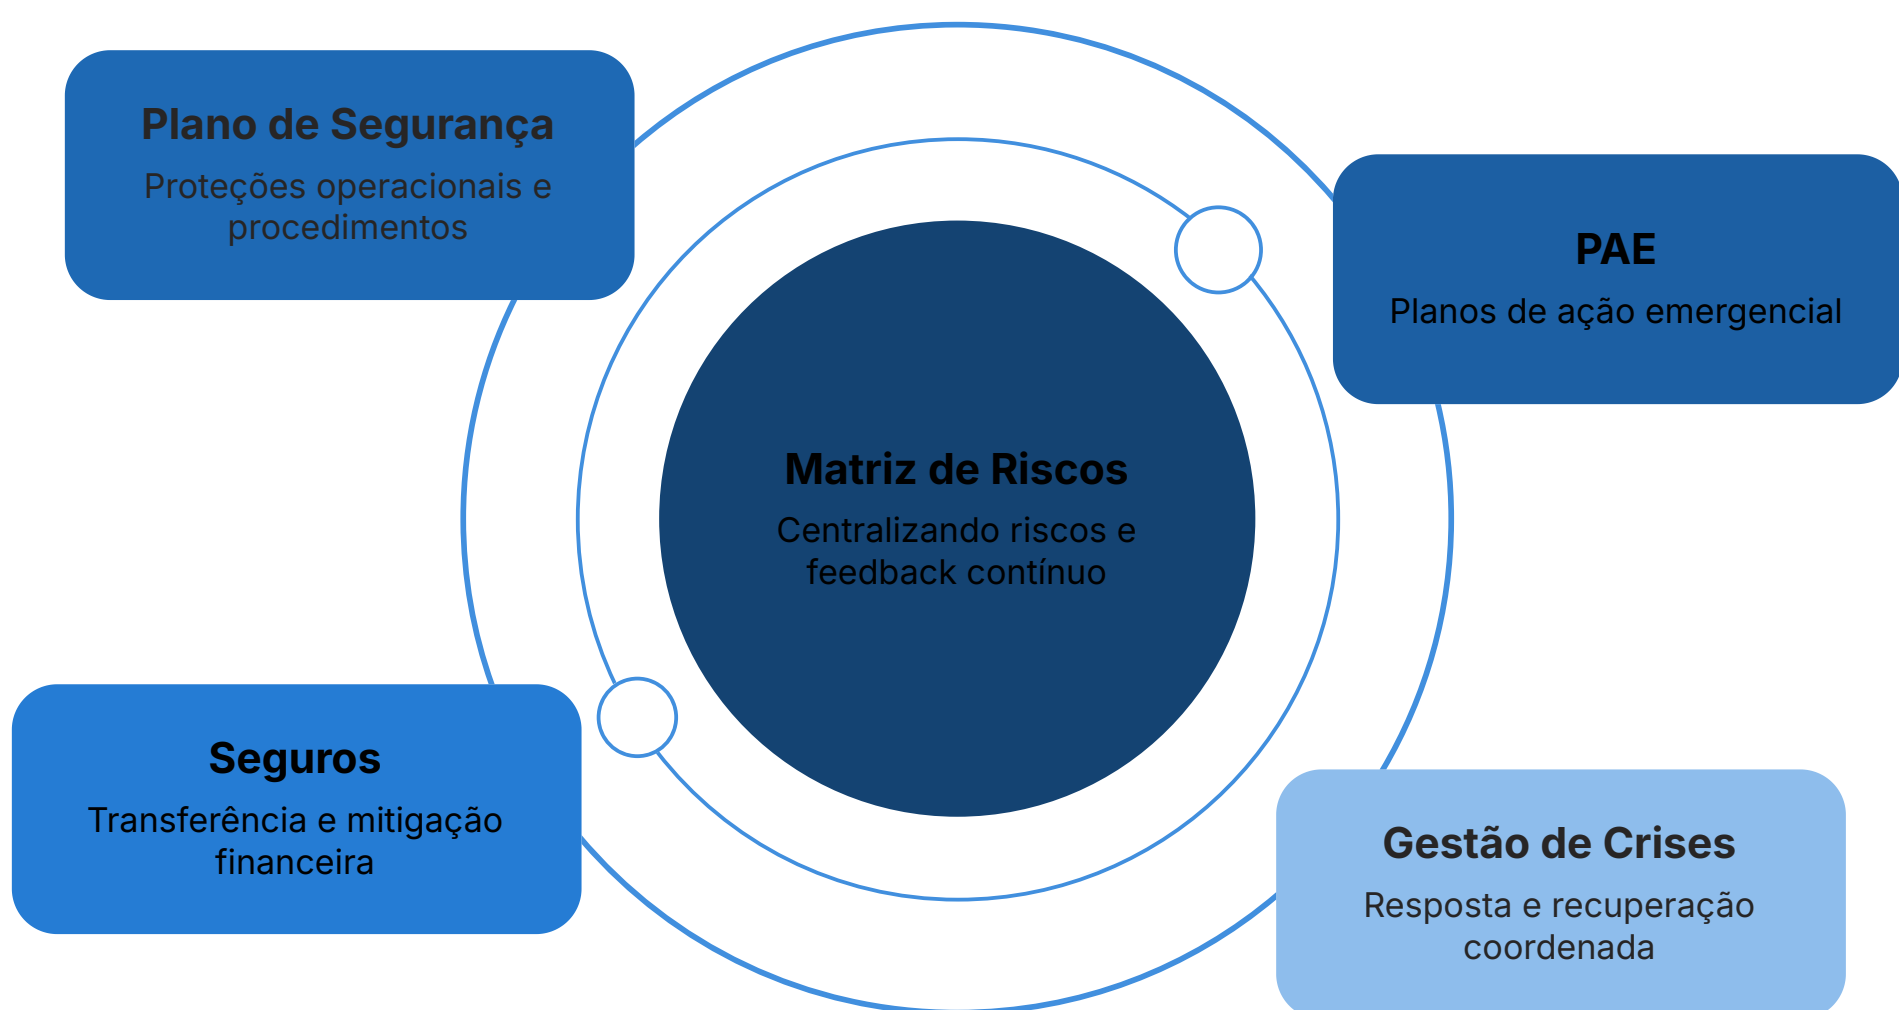 Plano de Segurança
Proteções operacionais e
procedimentos
PAE
Planos de ação emergencial
Matriz de Riscos
Centralizando riscos e
feedback contínuo
Seguros
Transferência e mitigação
financeira
Gestão de Crises
Resposta e recuperação
coordenada